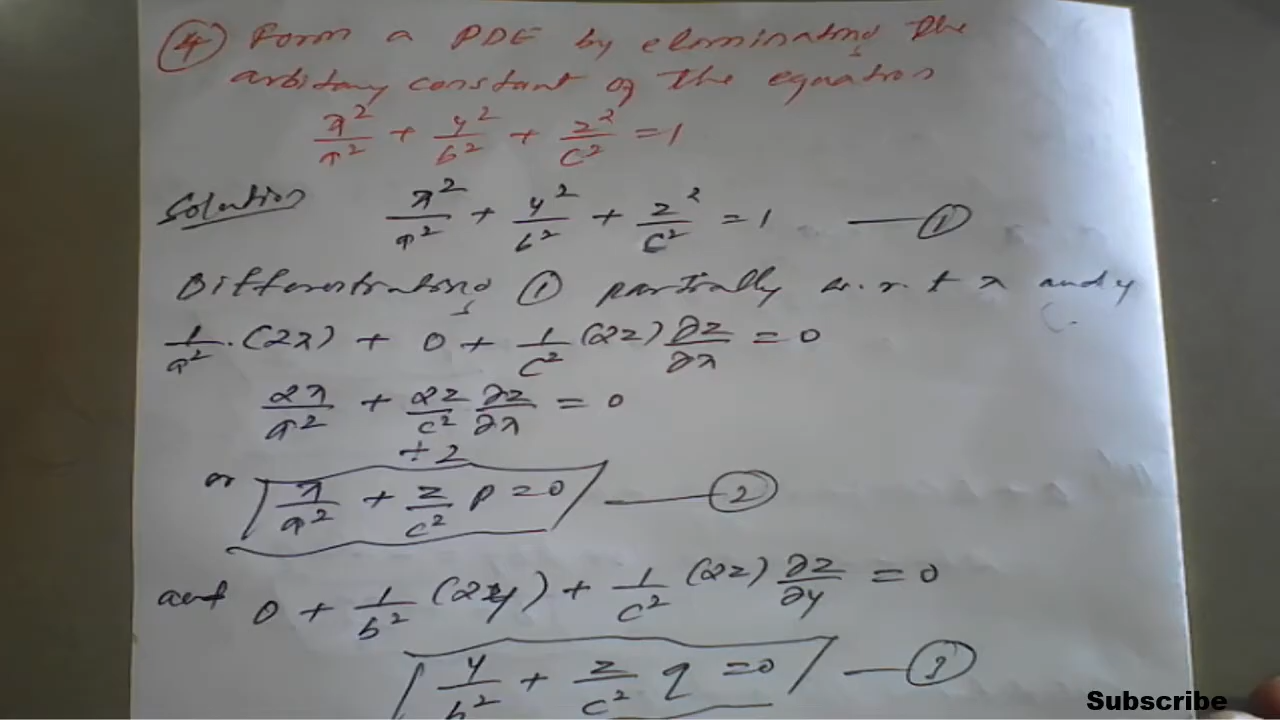 ④ Form a PDE by eliminating the
arbitary constant of the equation
x²/a² + y²/b² + z²/c² = 1
Solution x²/a² + y²/b² + z²/c² = 1 — ①
Differentiating ① partially w.r.t x and y
1/a² · (2x) + 0 + 1/c² (2z) ∂z/∂x = 0
2x/a² + 2z/c² ∂z/∂x = 0
÷ 2
or x/a² + z/c² p = 0 — ②
and 0 + 1/b² (2y) + 1/c² (2z) ∂z/∂y = 0
y/b² + z/c² q = 0 — ③
Subscribe